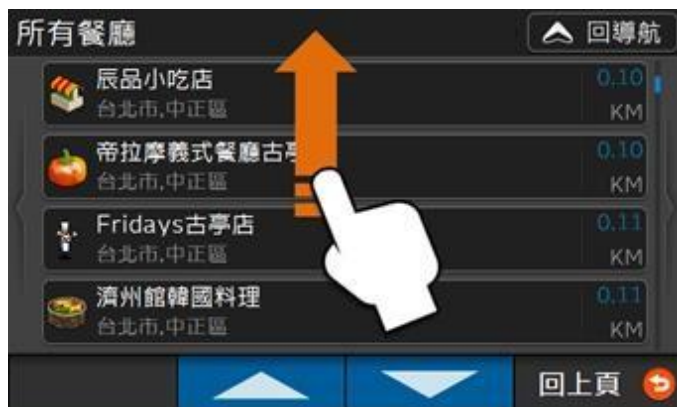 所有餐廳
回導航
辰品小吃店
0.10
台北市,中正區
KM
帝拉摩義式餐廳古亭
0.10
台北市,中正區
KM
Fridays古亭店
0.11
台北市,中正區
KM
濟州館韓國料理
0.11
台北市,中正區
KM
回上頁